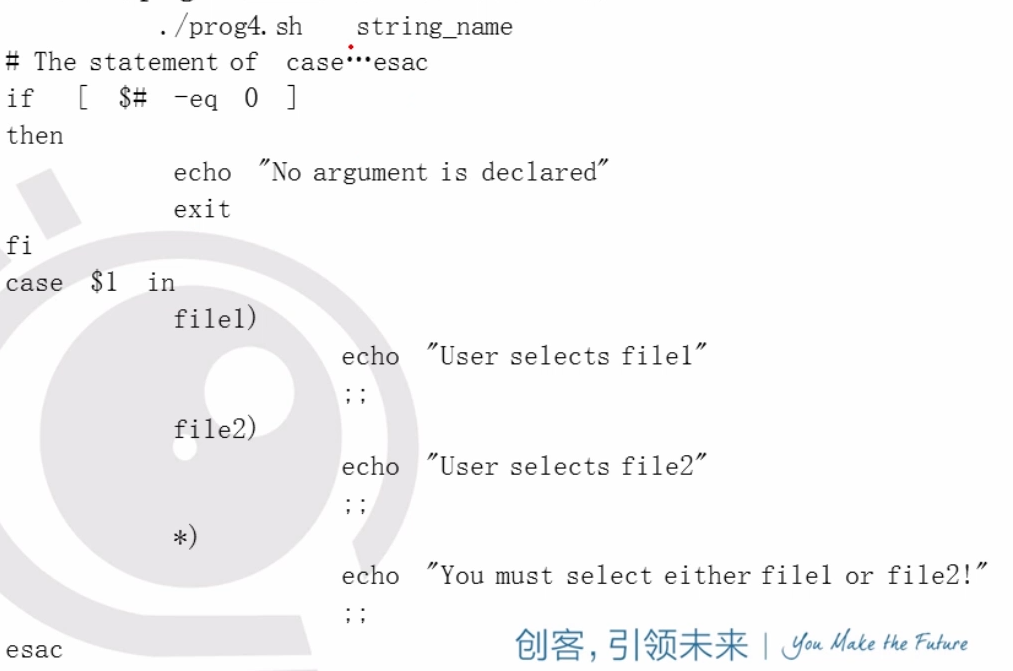 ./prog4.sh string_name
# The statement of case…esac
if [ $# -eq 0 ]
then
echo "No argument is declared"
exit
fi
case $1 in
file1)
echo "User selects file1"
;;
file2)
echo "User selects file2"
;;
*)
echo "You must select either file1 or file2!"
;;
esac
创客，引领未来 | You Make the Future